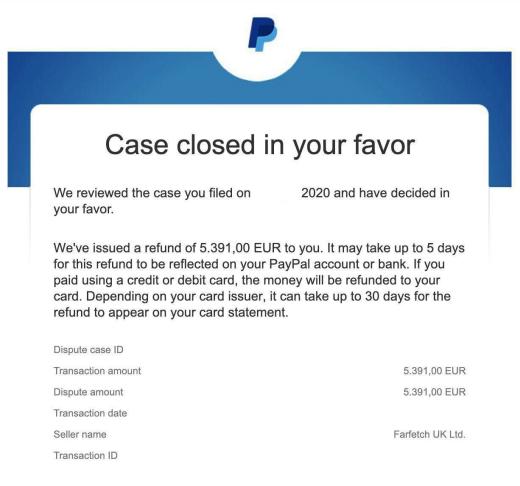 Case closed in your favor
We reviewed the case you filed on 2020 and have decided in
your favor.
We've issued a refund of 5.391,00 EUR to you. It may take up to 5 days
for this refund to be reflected on your PayPal account or bank. If you
paid using a credit or debit card, the money will be refunded to your
card. Depending on your card issuer, it can take up to 30 days for the
refund to appear on your card statement.
Dispute case ID
Transaction amount 5.391,00 EUR
Dispute amount 5.391,00 EUR
Transaction date
Seller name Farfetch UK Ltd.
Transaction ID